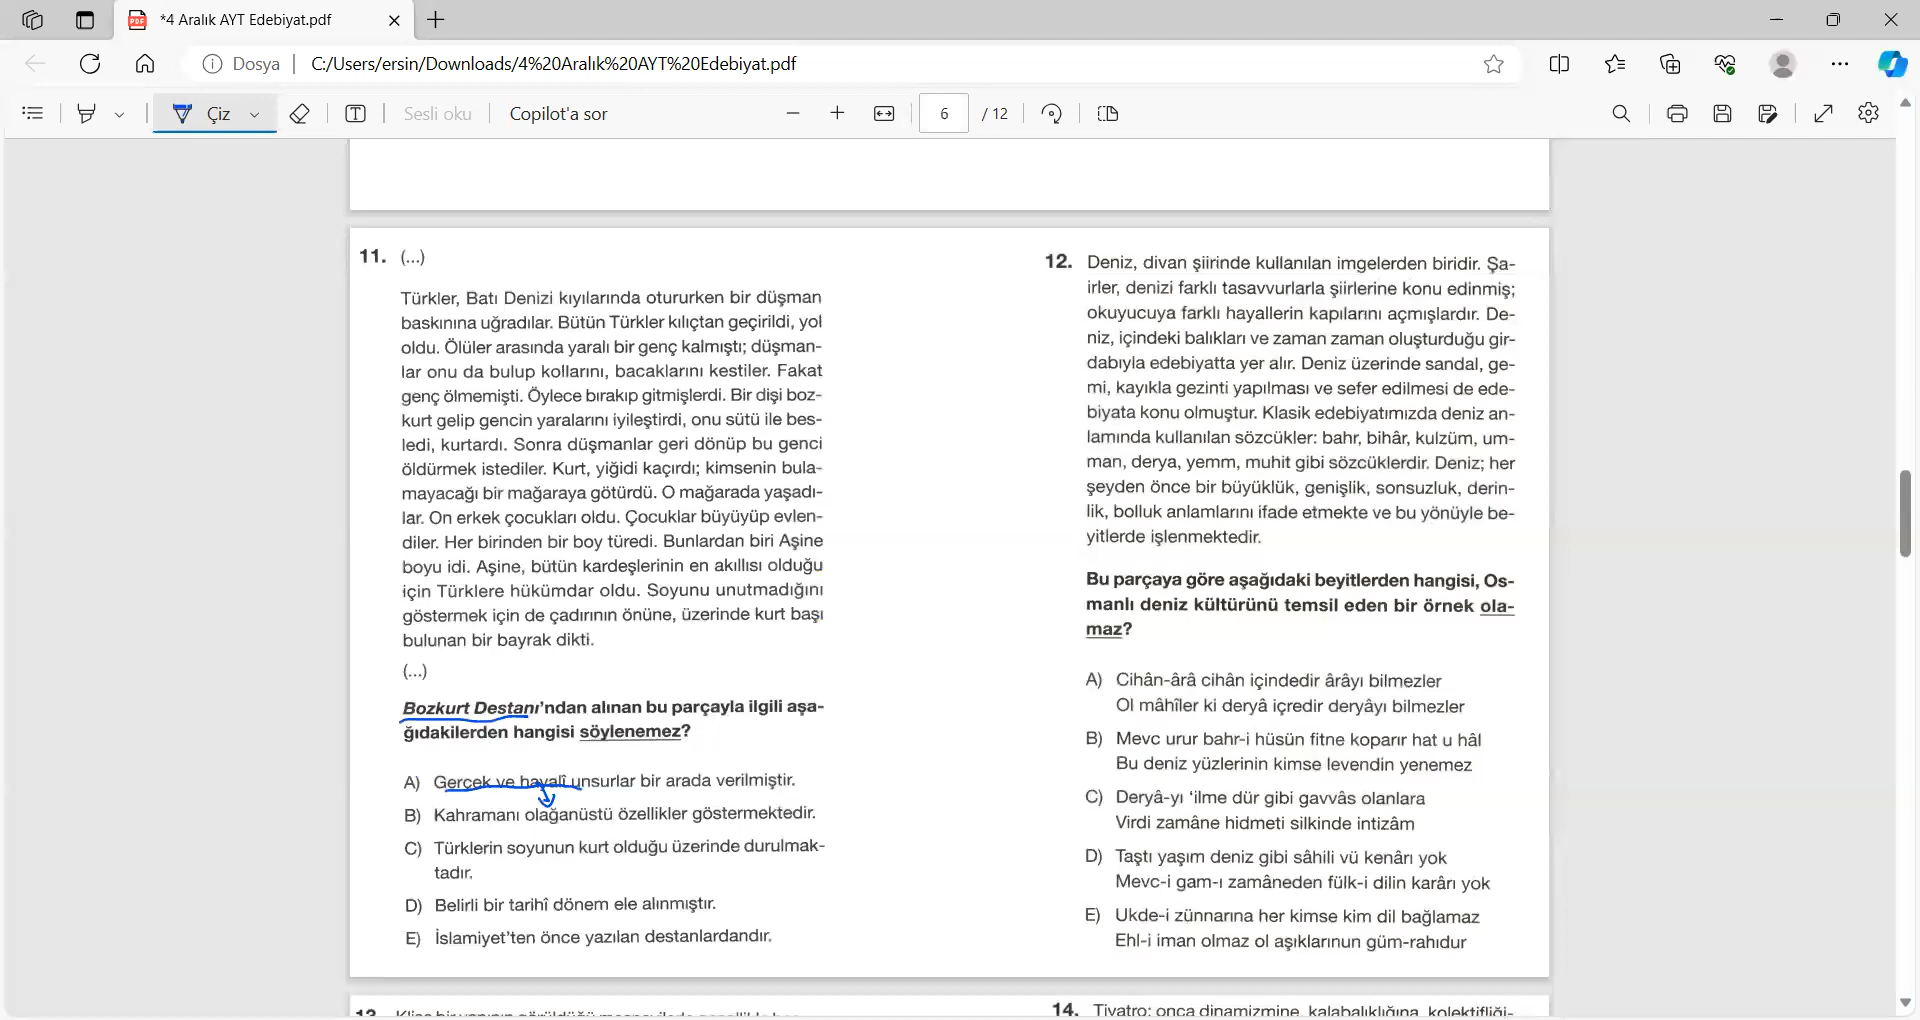 *4 Aralık AYT Edebiyat.pdf
Dosya
C:/Users/ersin/Downloads/4%20Aralık%20AYT%20Edebiyat.pdf
Çiz
Sesli oku
Copilot'a sor
6
/ 12
11. (...)
Türkler, Batı Denizi kıyılarında otururken bir düşman
baskınına uğradılar. Bütün Türkler kılıçtan geçirildi, yol
oldu. Ölüler arasında yaralı bir genç kalmıştı; düşman-
lar onu da bulup kollarını, bacaklarını kestiler. Fakat
genç ölmemişti. Öylece bırakıp gitmişlerdi. Bir dişi boz-
kurt gelip gencin yaralarını iyileştirdi, onu sütü ile bes-
ledi, kurtardı. Sonra düşmanlar geri dönüp bu genci
öldürmek istediler. Kurt, yiğidi kaçırdı; kimsenin bula-
mayacağı bir mağaraya götürdü. O mağarada yaşadı-
lar. On erkek çocukları oldu. Çocuklar büyüyüp evlen-
diler. Her birinden bir boy türedi. Bunlardan biri Aşine
boyu idi. Aşine, bütün kardeşlerinin en akıllısı olduğu
için Türklere hükümdar oldu. Soyunu unutmadığını
göstermek için de çadırının önüne, üzerinde kurt başı
bulunan bir bayrak dikti.
(...)
Bozkurt Destanı'ndan alınan bu parçayla ilgili aşa-
ğıdakilerden hangisi söylenemez?
A) Gerçek ve hayalî unsurlar bir arada verilmiştir.
B) Kahramanı olağanüstü özellikler göstermektedir.
C) Türklerin soyunun kurt olduğu üzerinde durulmak-
tadır.
D) Belirli bir tarihî dönem ele alınmıştır.
E) İslamiyet'ten önce yazılan destanlardandır.
12. Deniz, divan şiirinde kullanılan imgelerden biridir. Şa-
irler, denizi farklı tasavvurlarla şiirlerine konu edinmiş;
okuyucuya farklı hayallerin kapılarını açmışlardır. De-
niz, içindeki balıkları ve zaman zaman oluşturduğu gir-
dabıyla edebiyatta yer alır. Deniz üzerinde sandal, ge-
mi, kayıkla gezinti yapılması ve sefer edilmesi de ede-
biyata konu olmuştur. Klasik edebiyatımızda deniz an-
lamında kullanılan sözcükler: bahr, bihâr, kulzüm, um-
man, derya, yemm, muhit gibi sözcüklerdir. Deniz; her
şeyden önce bir büyüklük, genişlik, sonsuzluk, derin-
lik, bolluk anlamlarını ifade etmekte ve bu yönüyle be-
yitlerde işlenmektedir.
Bu parçaya göre aşağıdaki beyitlerden hangisi, Os-
manlı deniz kültürünü temsil eden bir örnek ola-
maz?
A) Cihân-ârâ cihân içindedir ârâyı bilmezler
Ol mâhîler ki deryâ içredir deryâyı bilmezler
B) Mevc urur bahr-i hüsün fitne koparır hat u hâl
Bu deniz yüzlerinin kimse levendin yenemez
C) Deryâ-yı 'ilme dür gibi gavvâs olanlara
Virdi zamâne hidmeti silkinde intizâm
D) Taştı yaşım deniz gibi sâhili vü kenârı yok
Mevc-i gam-ı zamâneden fülk-i dilin karârı yok
E) Ukde-i zünnarına her kimse kim dil bağlamaz
Ehl-i iman olmaz ol aşıklarının güm-rahıdur
13.
14. Tiyatro; onca dinamizmine, kalabalıklığına, kolektifliği-